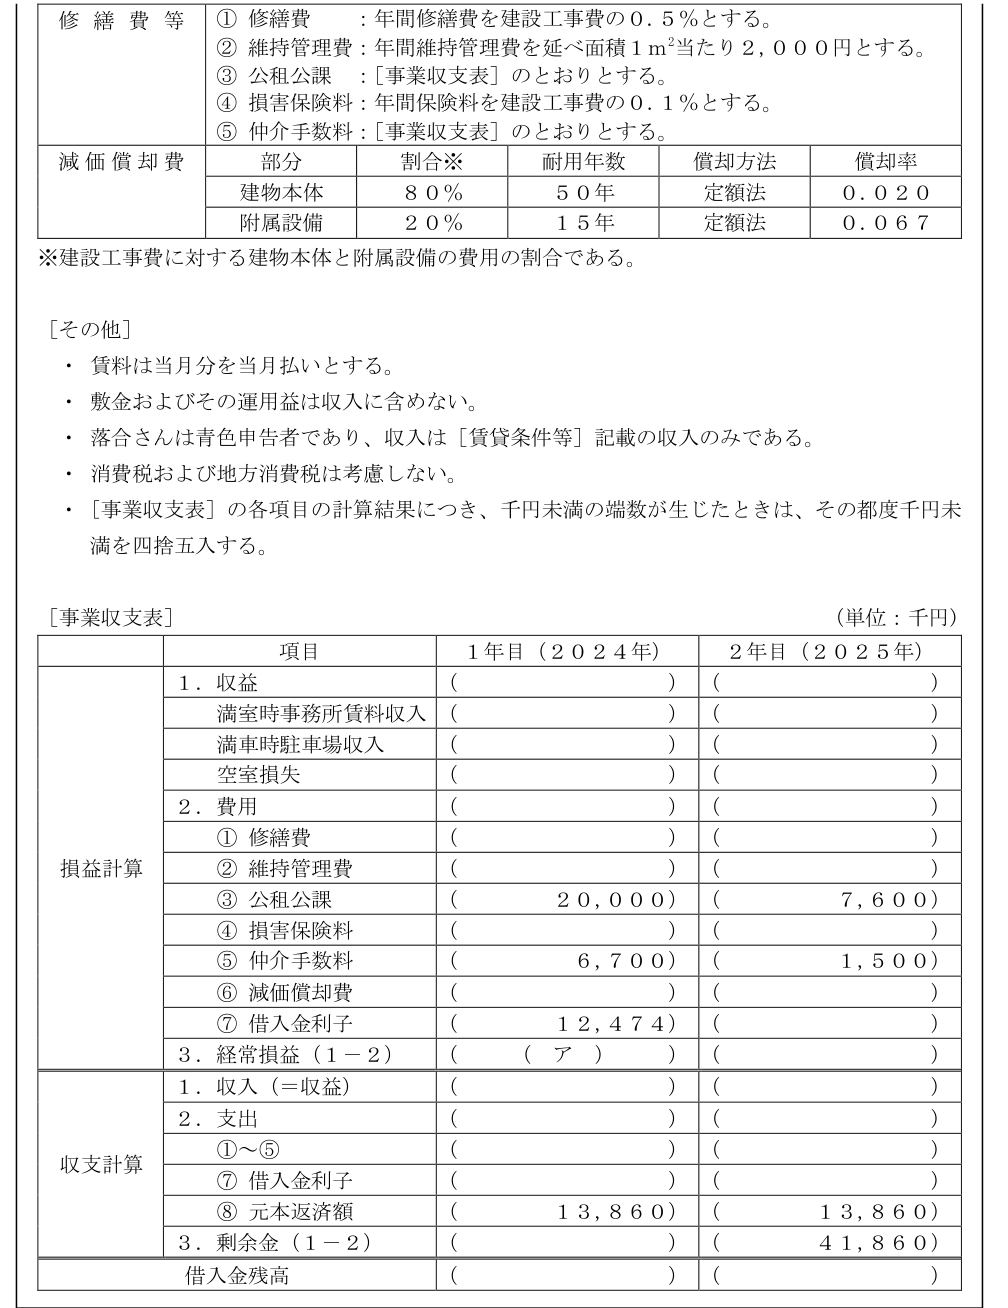 修繕費等 ① 修繕費　　：年間修繕費を建設工事費の０.５％とする。
② 維持管理費：年間維持管理費を延べ面積１m²当たり２,０００円とする。
③ 公租公課　：［事業収支表］のとおりとする。
④ 損害保険料：年間保険料を建設工事費の０.１％とする。
⑤ 仲介手数料：［事業収支表］のとおりとする。
減価償却費 部分 割合※ 耐用年数 償却方法 償却率
建物本体 ８０％ ５０年 定額法 ０.０２０
附属設備 ２０％ １５年 定額法 ０.０６７
※建設工事費に対する建物本体と附属設備の費用の割合である。
［その他］
・ 賃料は当月分を当月払いとする。
・ 敷金およびその運用益は収入に含めない。
・ 落合さんは青色申告者であり、収入は［賃貸条件等］記載の収入のみである。
・ 消費税および地方消費税は考慮しない。
・ ［事業収支表］の各項目の計算結果につき、千円未満の端数が生じたときは、その都度千円未
満を四捨五入する。
［事業収支表］ （単位：千円）
項目 １年目（２０２４年） ２年目（２０２５年）
損益計算 １．収益 （　　） （　　）
満室時事務所賃料収入 （　　） （　　）
満車時駐車場収入 （　　） （　　）
空室損失 （　　） （　　）
２．費用 （　　） （　　）
① 修繕費 （　　） （　　）
② 維持管理費 （　　） （　　）
③ 公租公課 （　２０,０００） （　７,６００）
④ 損害保険料 （　　） （　　）
⑤ 仲介手数料 （　６,７００） （　１,５００）
⑥ 減価償却費 （　　） （　　）
⑦ 借入金利子 （　１２,４７４） （　　）
３．経常損益（１－２） （　（ ア ）　） （　　）
収支計算 １．収入（＝収益） （　　） （　　）
２．支出 （　　） （　　）
①～⑤ （　　） （　　）
⑦ 借入金利子 （　　） （　　）
⑧ 元本返済額 （　１３,８６０） （　１３,８６０）
３．剰余金（１－２） （　　） （　４１,８６０）
借入金残高 （　　） （　　）